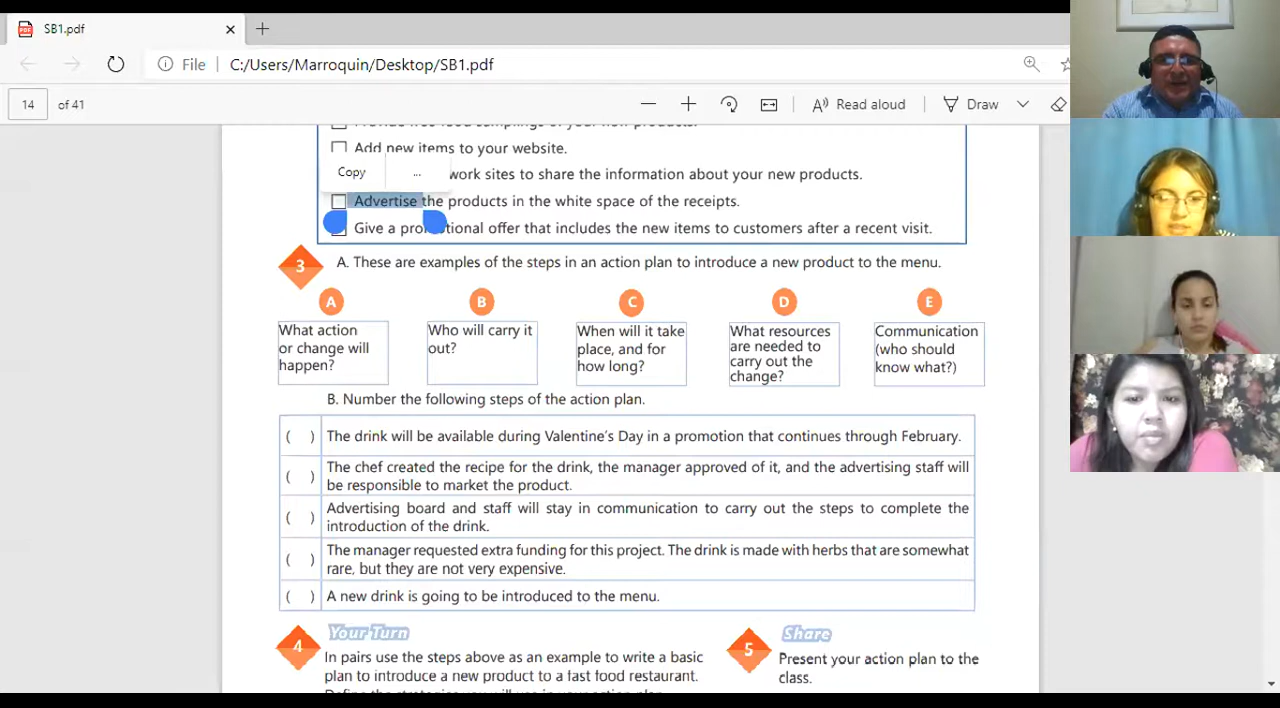 SB1.pdf
File C:/Users/Marroquin/Desktop/SB1.pdf
14 of 41 Read aloud Draw
Add new items to your website.
Copy ... work sites to share the information about your new products.
Advertise the products in the white space of the receipts.
Give a promotional offer that includes the new items to customers after a recent visit.
3 A. These are examples of the steps in an action plan to introduce a new product to the menu.
A B C D E
What action
or change will
happen?
Who will carry it
out?
When will it take
place, and for
how long?
What resources
are needed to
carry out the
change?
Communication
(who should
know what?)
B. Number the following steps of the action plan.
( ) The drink will be available during Valentine's Day in a promotion that continues through February.
( ) The chef created the recipe for the drink, the manager approved of it, and the advertising staff will
be responsible to market the product.
( ) Advertising board and staff will stay in communication to carry out the steps to complete the
introduction of the drink.
( ) The manager requested extra funding for this project. The drink is made with herbs that are somewhat
rare, but they are not very expensive.
( ) A new drink is going to be introduced to the menu.
4 Your Turn
In pairs use the steps above as an example to write a basic
plan to introduce a new product to a fast food restaurant.
5 Share
Present your action plan to the
class.